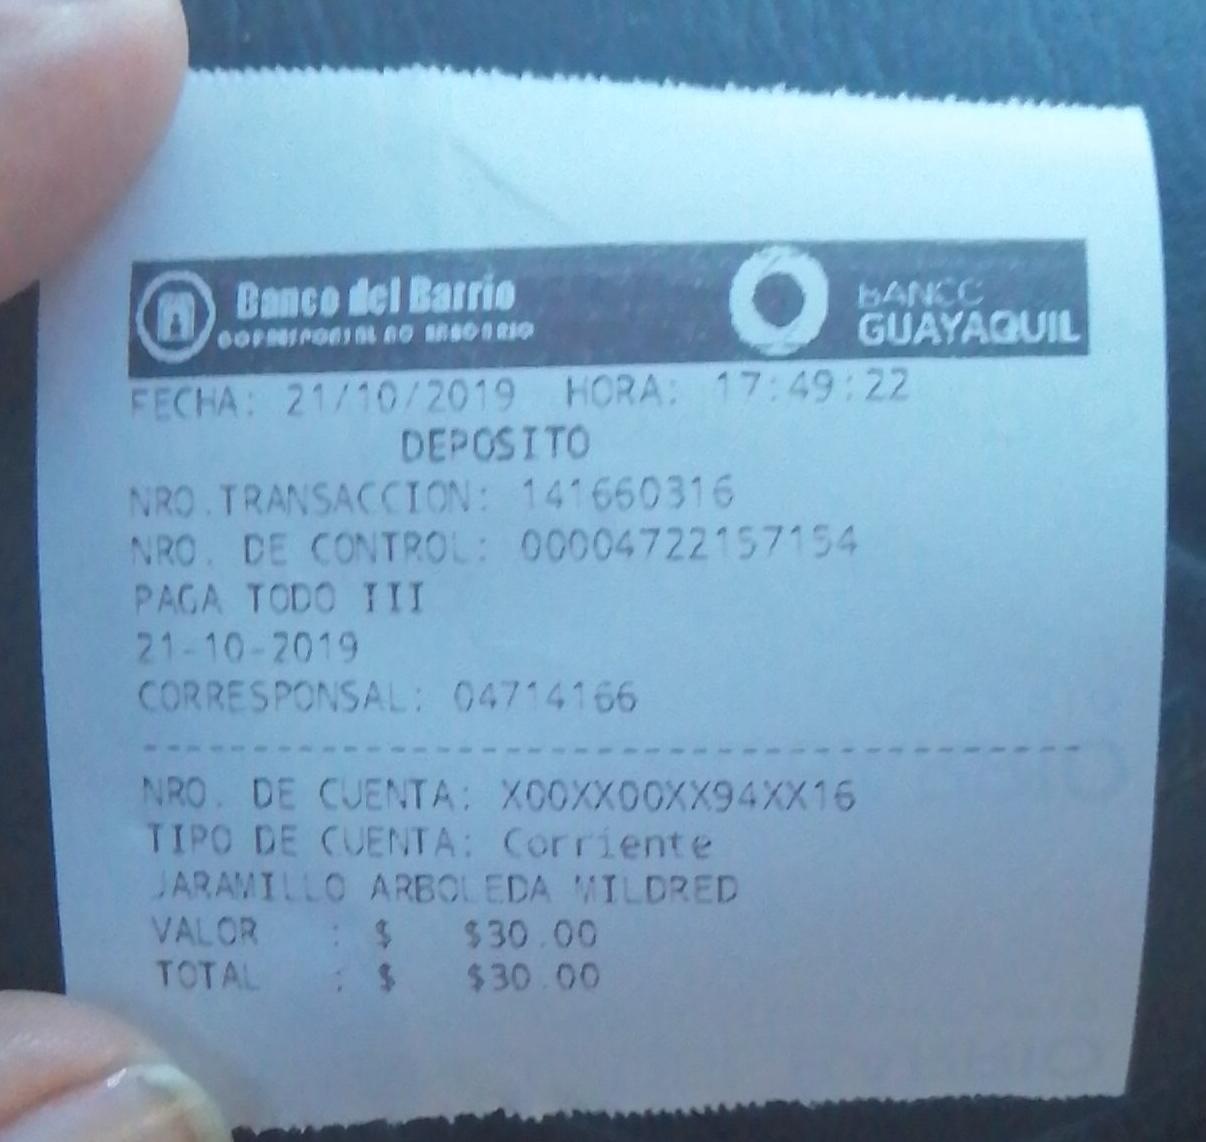 Banco del Barrio
CORRESPONSAL NO BANCARIO
BANCO
GUAYAQUIL
FECHA: 21/10/2019 HORA: 17:49:22
DEPOSITO
NRO.TRANSACCION: 141660316
NRO. DE CONTROL: 00004722157154
PAGA TODO III
21-10-2019
CORRESPONSAL: 04714166
NRO. DE CUENTA: X00XX00XX94XX16
TIPO DE CUENTA: Corriente
JARAMILLO ARBOLEDA MILDRED
VALOR : $ $30.00
TOTAL : $ $30.00